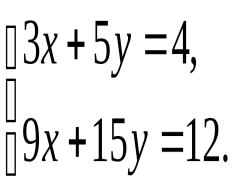 3x + 5y = 4,
9x + 15y = 12.